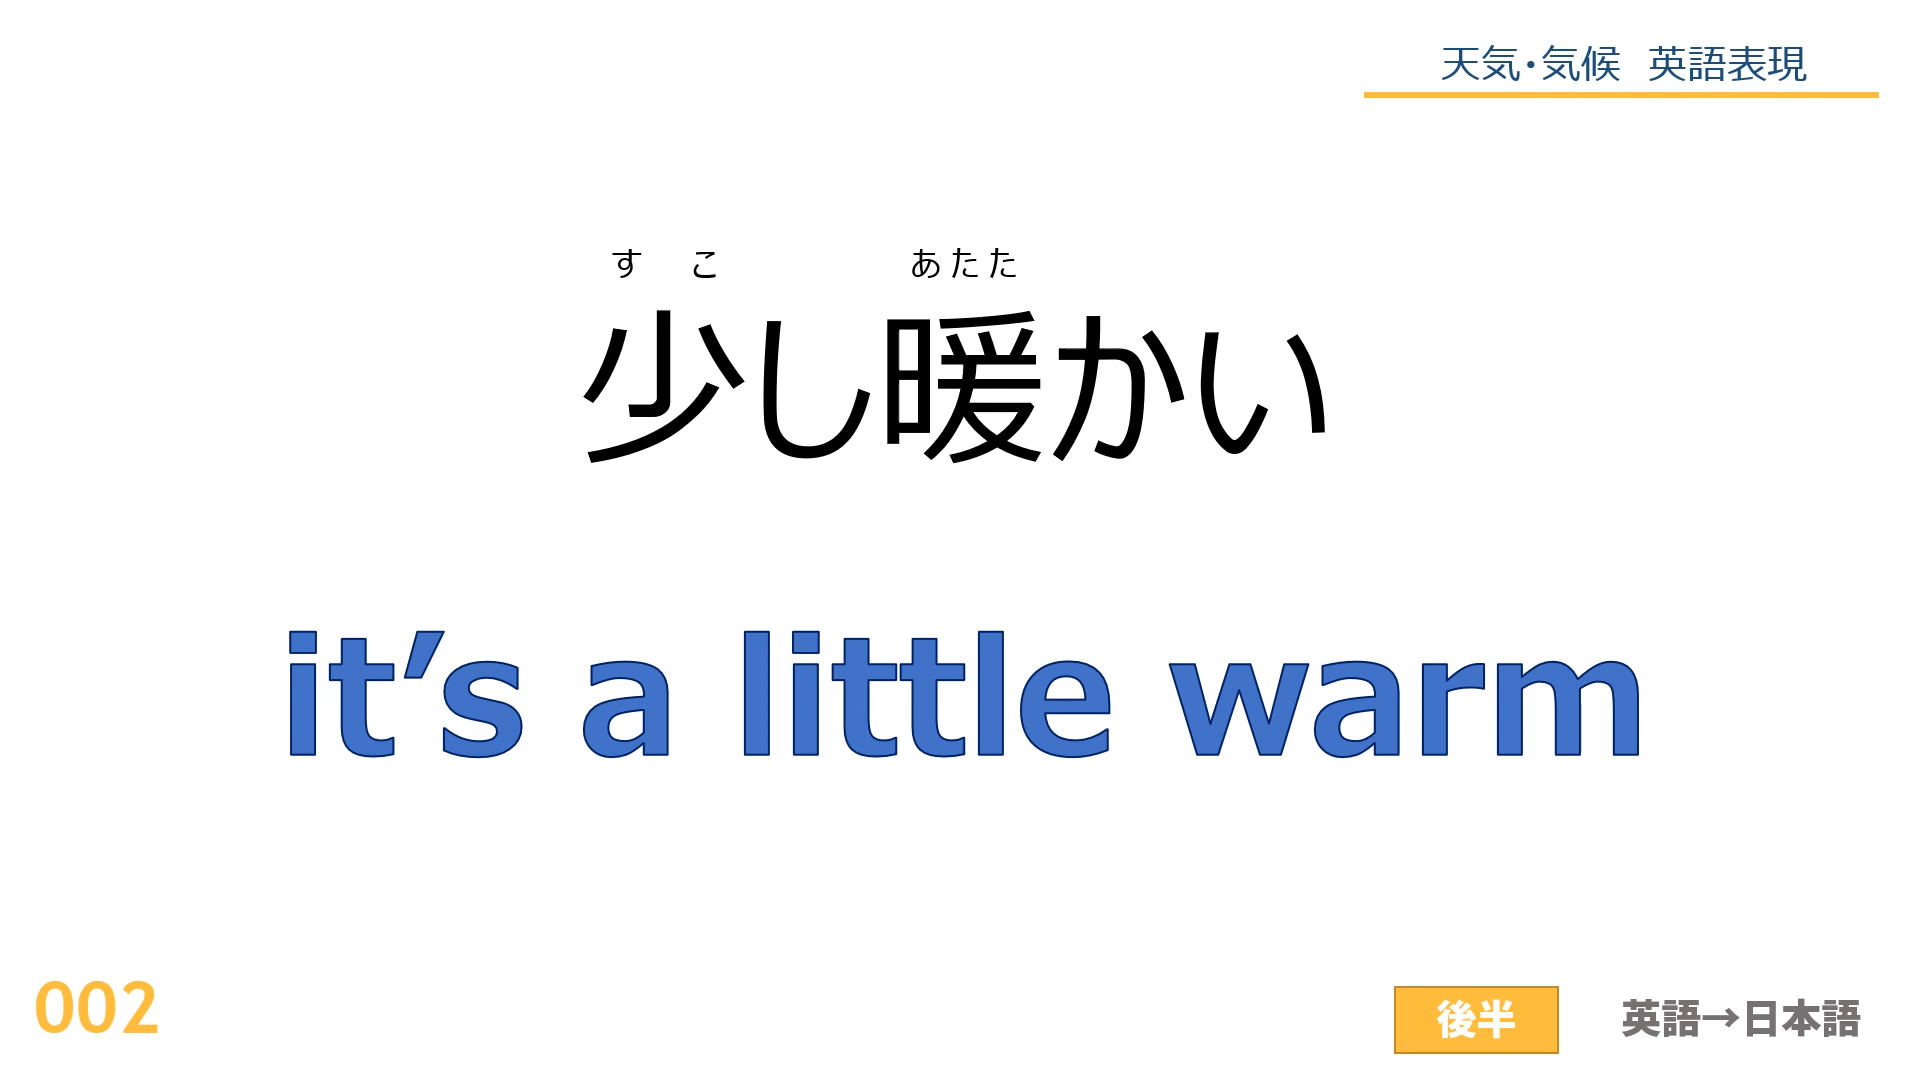 天気・気候　英語表現
すこ　あたた
少し暖かい
it’s a little warm
002
後半
英語→日本語